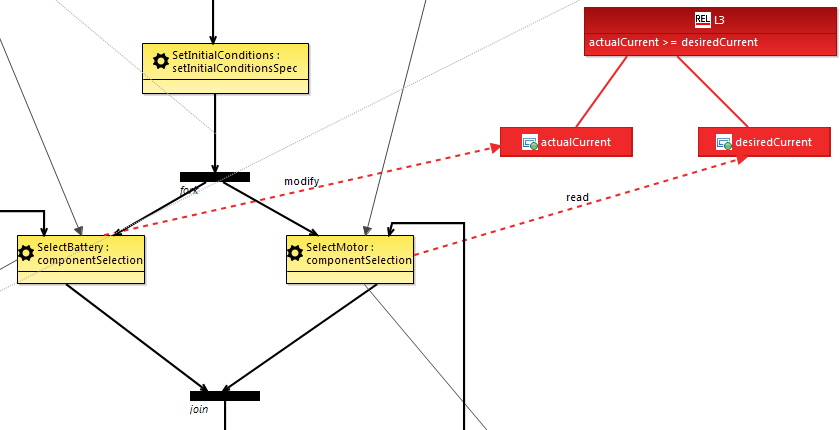 REL L3
actualCurrent >= desiredCurrent
SetInitialConditions :
setInitialConditionsSpec
actualCurrent
desiredCurrent
modify
fork
read
SelectBattery :
componentSelection
SelectMotor :
componentSelection
join